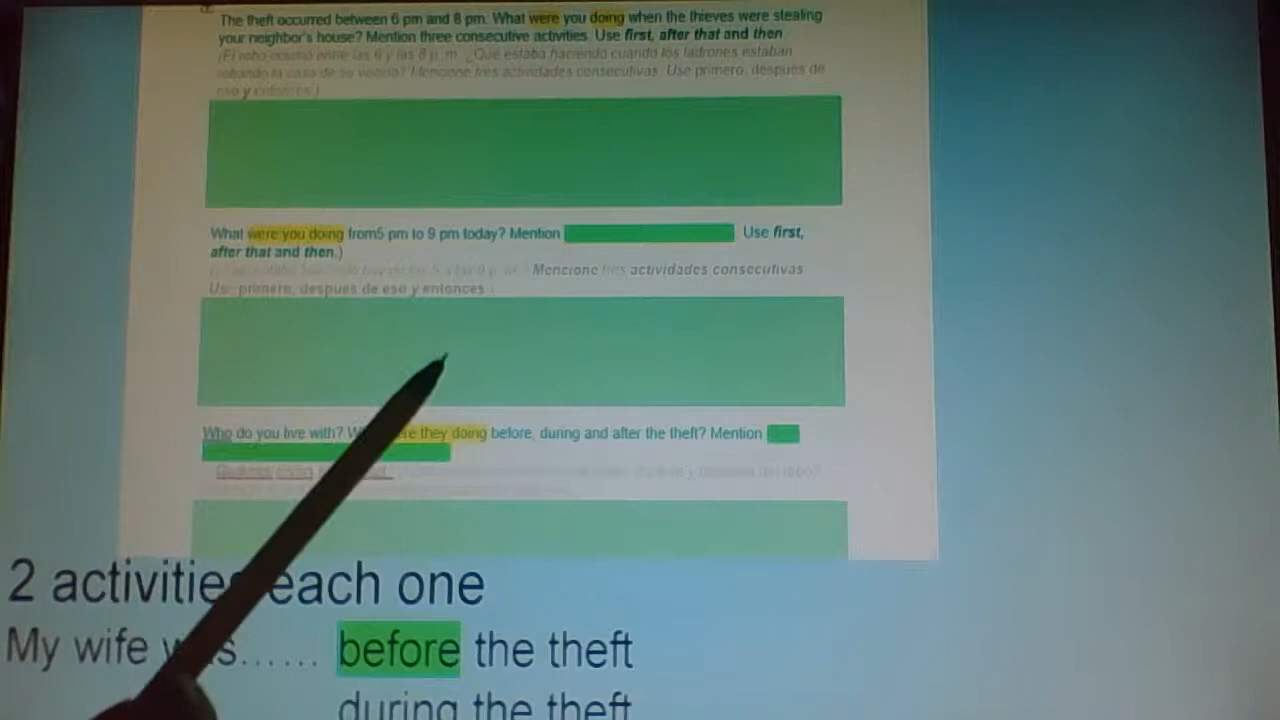 The theft occurred between 6 pm and 8 pm. What were you doing when the thieves were stealing
your neighbor's house? Mention three consecutive activities. Use first, after that and then
(El robo ocurrió entre las 6 y las 8 p. m. ¿Qué estaba haciendo cuando los ladrones estaban
robando la casa de su vecino? Mencione tres actividades consecutivas. Use primero, después de
eso y entonces.)
What were you doing from5 pm to 9 pm today? Mention Use first,
after that and then.)
Mencione tres actividades consecutivas
Us primero, despues de eso y entonces
Who do you live with? they doing before, during and after the theft? Mention
2 activities each one
My wife was...... before the theft
during the theft